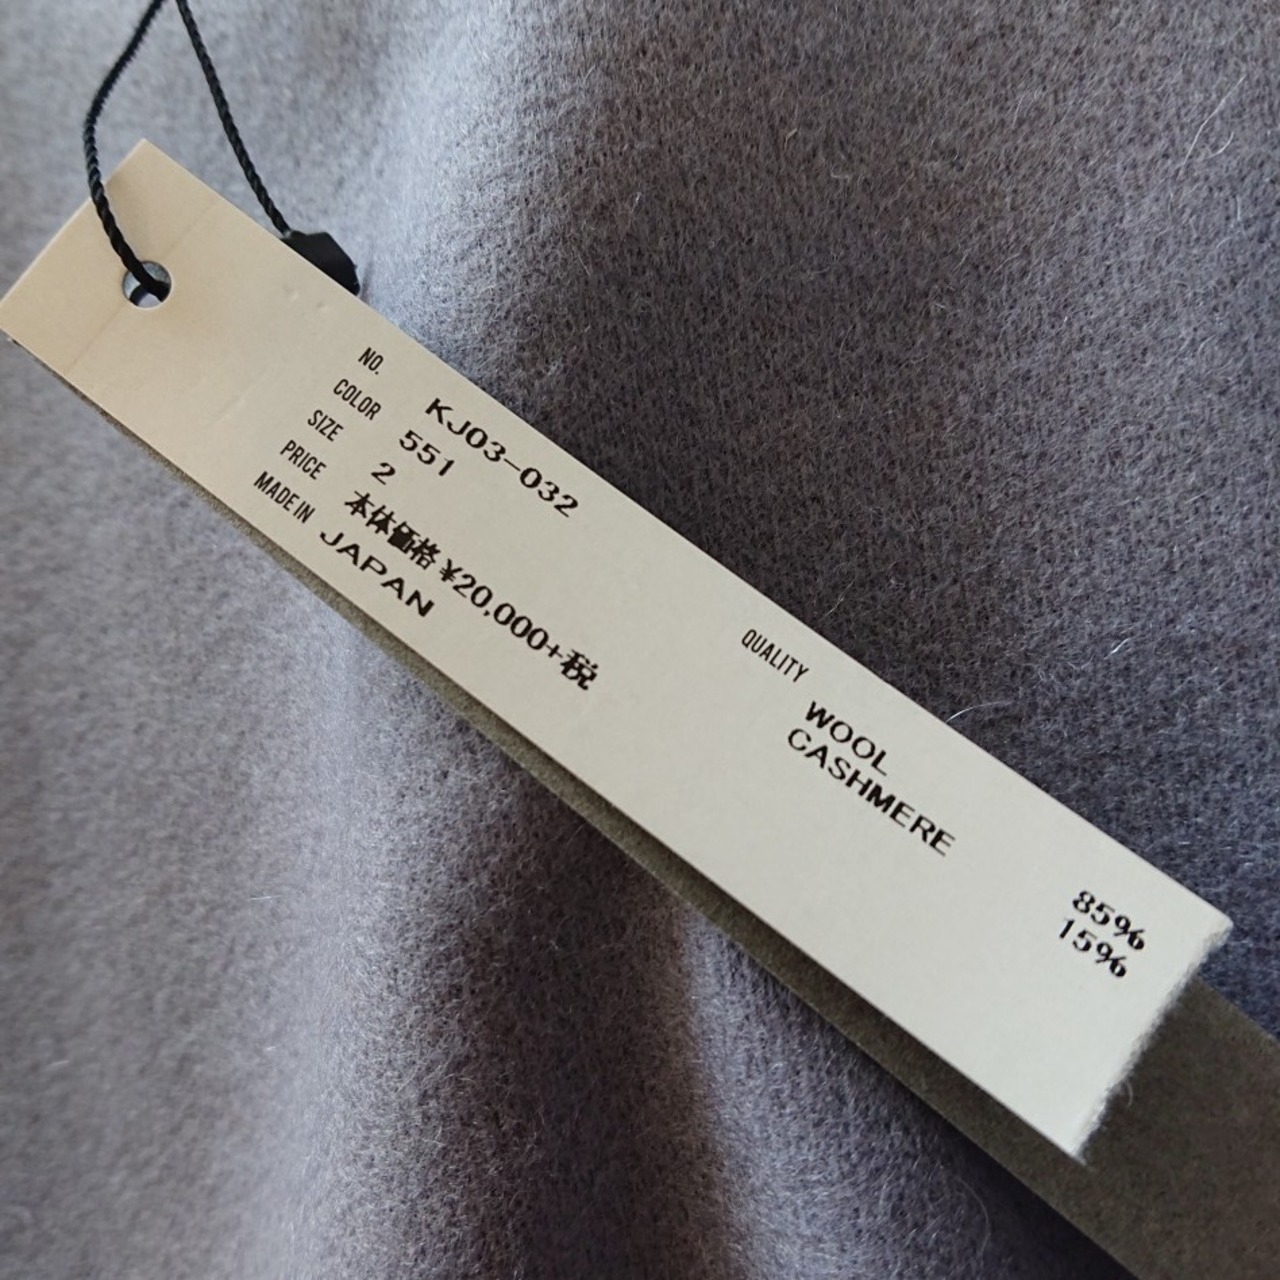 NO. KJ03-032
COLOR 551
SIZE 2
PRICE 本体価格 ¥20,000+税
MADE IN JAPAN
QUALITY
WOOL 85%
CASHMERE 15%